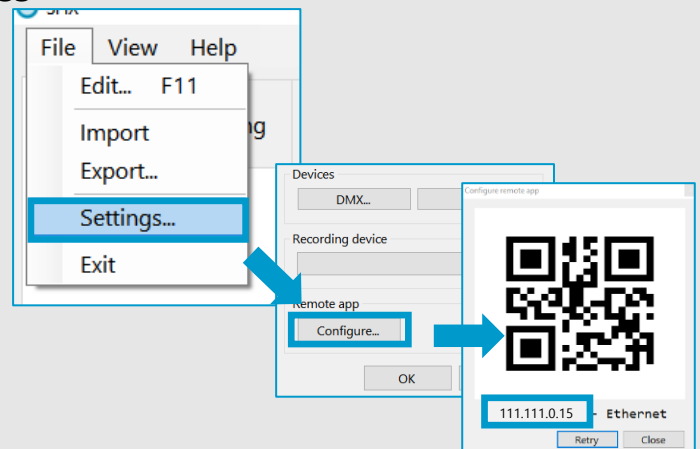 File View Help
Edit... F11
Import
Export...
Settings...
Exit
Devices
DMX...
Recording device
Remote app
Configure...
OK
Configure remote app
111.111.0.15 - Ethernet
Retry Close